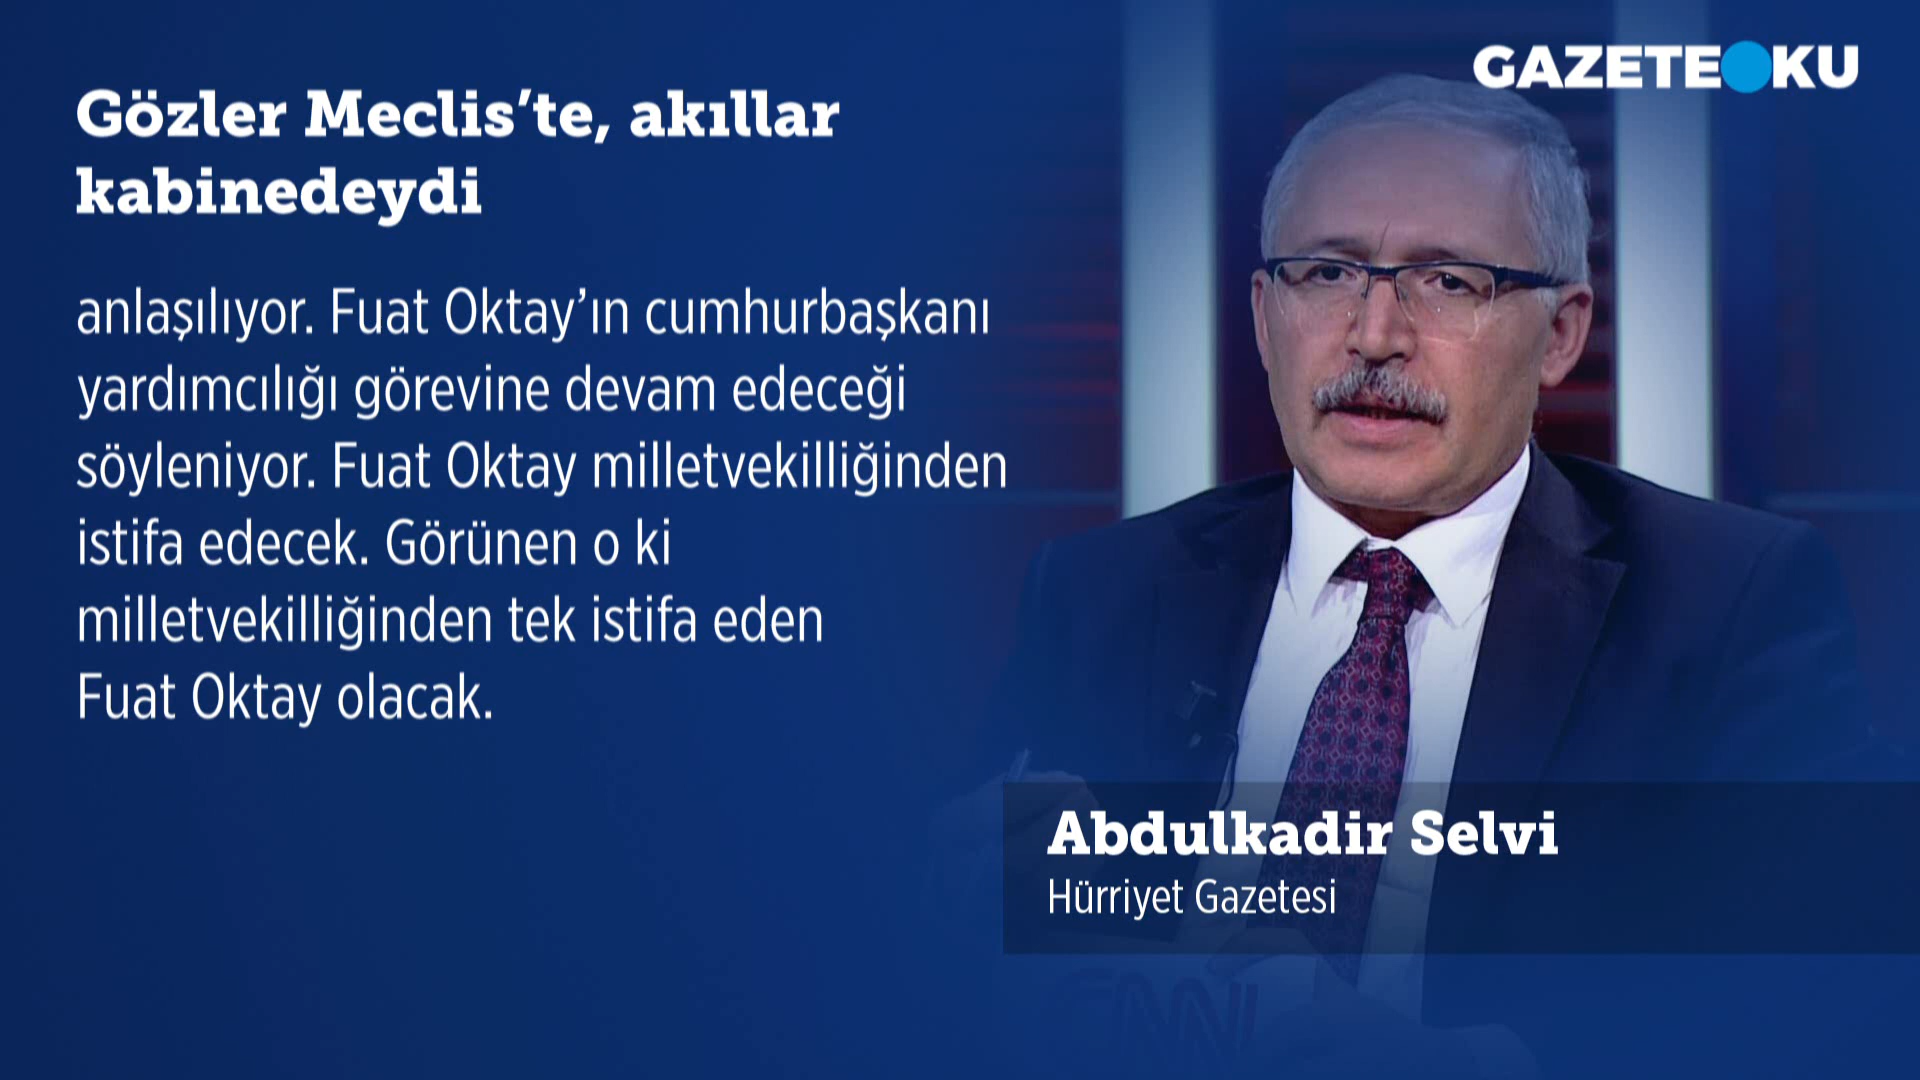 GAZETE OKU
Gözler Meclis’te, akıllar
kabinedeydi
anlaşılıyor. Fuat Oktay’ın cumhurbaşkanı
yardımcılığı görevine devam edeceği
söyleniyor. Fuat Oktay milletvekilliğinden
istifa edecek. Görünen o ki
milletvekilliğinden tek istifa eden
Fuat Oktay olacak.
Abdulkadir Selvi
Hürriyet Gazetesi
CNN